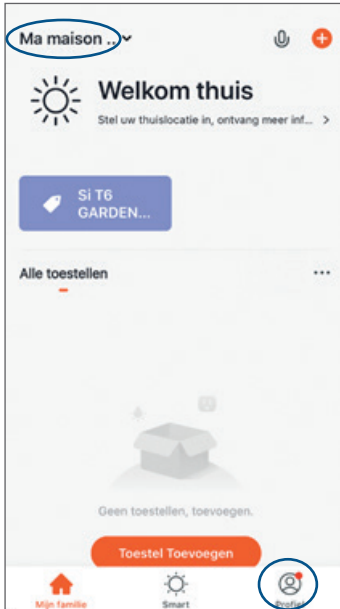 Ma maison ..
Welkom thuis
Stel uw thuislocatie in, ontvang meer inf... >
Si T6
GARDEN...
Alle toestellen
Geen toestellen, toevoegen.
Toestel Toevoegen
Mijn familie
Smart
Profiel